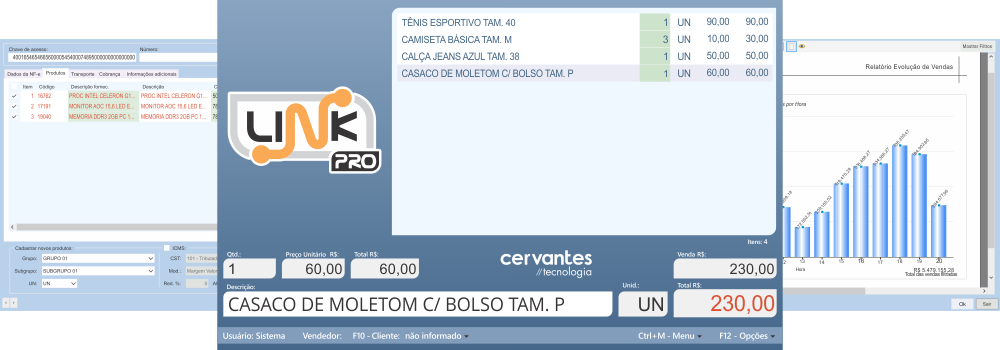 Chave de acesso:
Número:
Dados da NF-e Produtos Transporte Cobrança Informações adicionais
Item Código Descrição fornec. Descrição
1 16762 PROC INTEL CELERON G1... PROC INTEL CELERON G1...
2 17191 MONITOR AOC 15,6 LED E... MONITOR AOC 15,6 LED E...
3 19040 MEMORIA DDR3 2GB PC 1... MEMORIA DDR3 2GB PC 1...
Cadastrar novos produtos:
Grupo: GRUPO 01
Subgrupo: SUBGRUPO 01
UN: UN
ICMS:
CST: 101 - Tributad
Mod.: Margem Valor
Red. %: 0
LINK
PRO
TÊNIS ESPORTIVO TAM. 40 1 UN 90,00 90,00
CAMISETA BÁSICA TAM. M 3 UN 10,00 30,00
CALÇA JEANS AZUL TAM. 38 1 UN 50,00 50,00
CASACO DE MOLETOM C/ BOLSO TAM. P 1 UN 60,00 60,00
Itens: 4
Qtd.: Preço Unitário R$: Total R$:
1 60,00 60,00
cervantes
//tecnologia
Venda R$:
230,00
Descrição:
CASACO DE MOLETOM C/ BOLSO TAM. P
Unid.:
UN
Total R$:
230,00
Usuário: Sistema Vendedor: F10 - Cliente: não informado Ctrl+M - Menu F12 - Opções
Mostrar Filtros
Relatório Evolução de Vendas
por Hora
13 14 15 16 17 18 19 20
Hora
R$ 5.479.155,28
Total das vendas filtradas
Ok Sair